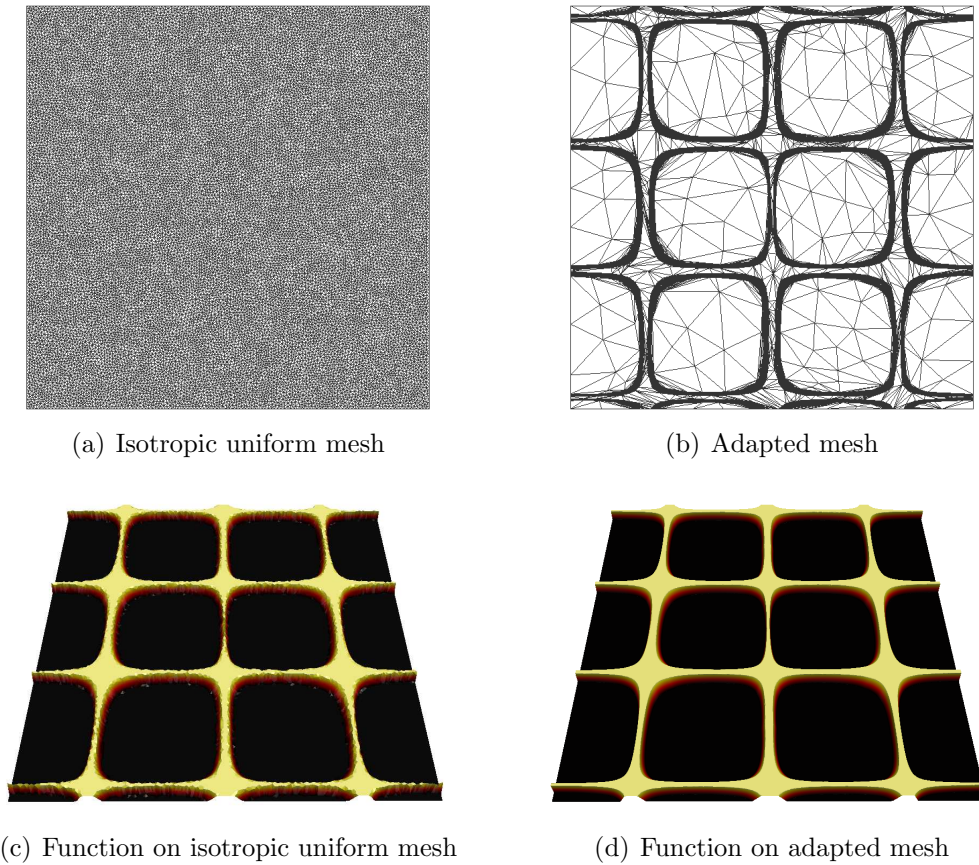 (a) Isotropic uniform mesh
(b) Adapted mesh
(c) Function on isotropic uniform mesh
(d) Function on adapted mesh